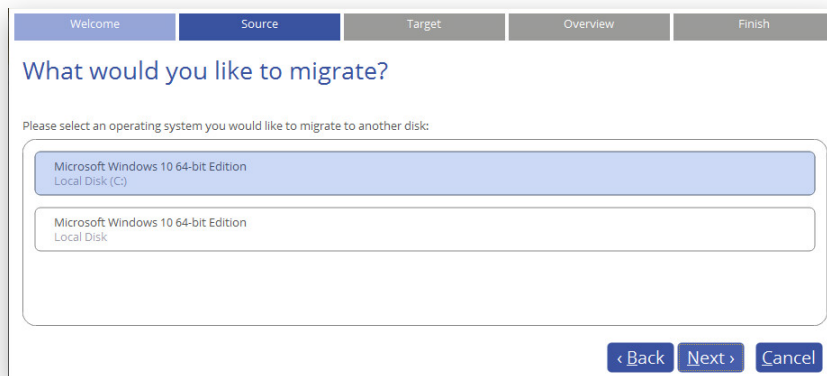 Welcome
Source
Target
Overview
Finish
What would you like to migrate?
Please select an operating system you would like to migrate to another disk:
Microsoft Windows 10 64-bit Edition
Local Disk (C:)
Microsoft Windows 10 64-bit Edition
Local Disk
‹ Back
Next ›
Cancel